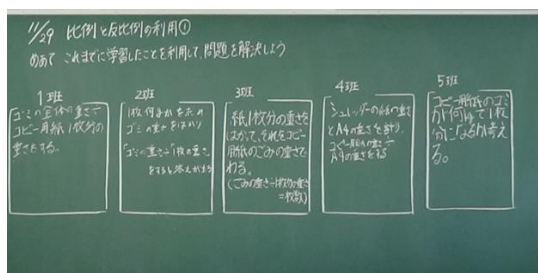 11/29 比例と反比例の利用①
めあて これまでに学習したことを利用して問題を解決しよう
1班
ゴミの全体の重さ÷
コピー用紙1枚分の
重さをする。
2班
1枚何gかをだ
ゴミの重さをはかり
「ゴミの重さ÷1枚の重さ」
をすると答えが出る
3班
紙1枚分の重さを
はかって、それをコピー
用紙のごみの重さで
わる。
(ごみの重さ÷1枚分の重さ
=枚数)
4班
シュレッダーの紙の重さ
とA4の重さを計り、
コピー用紙の重さ÷
A4の重さをする
5班
コピー用紙のゴミ
が何gで1枚
分になるか考え
る。